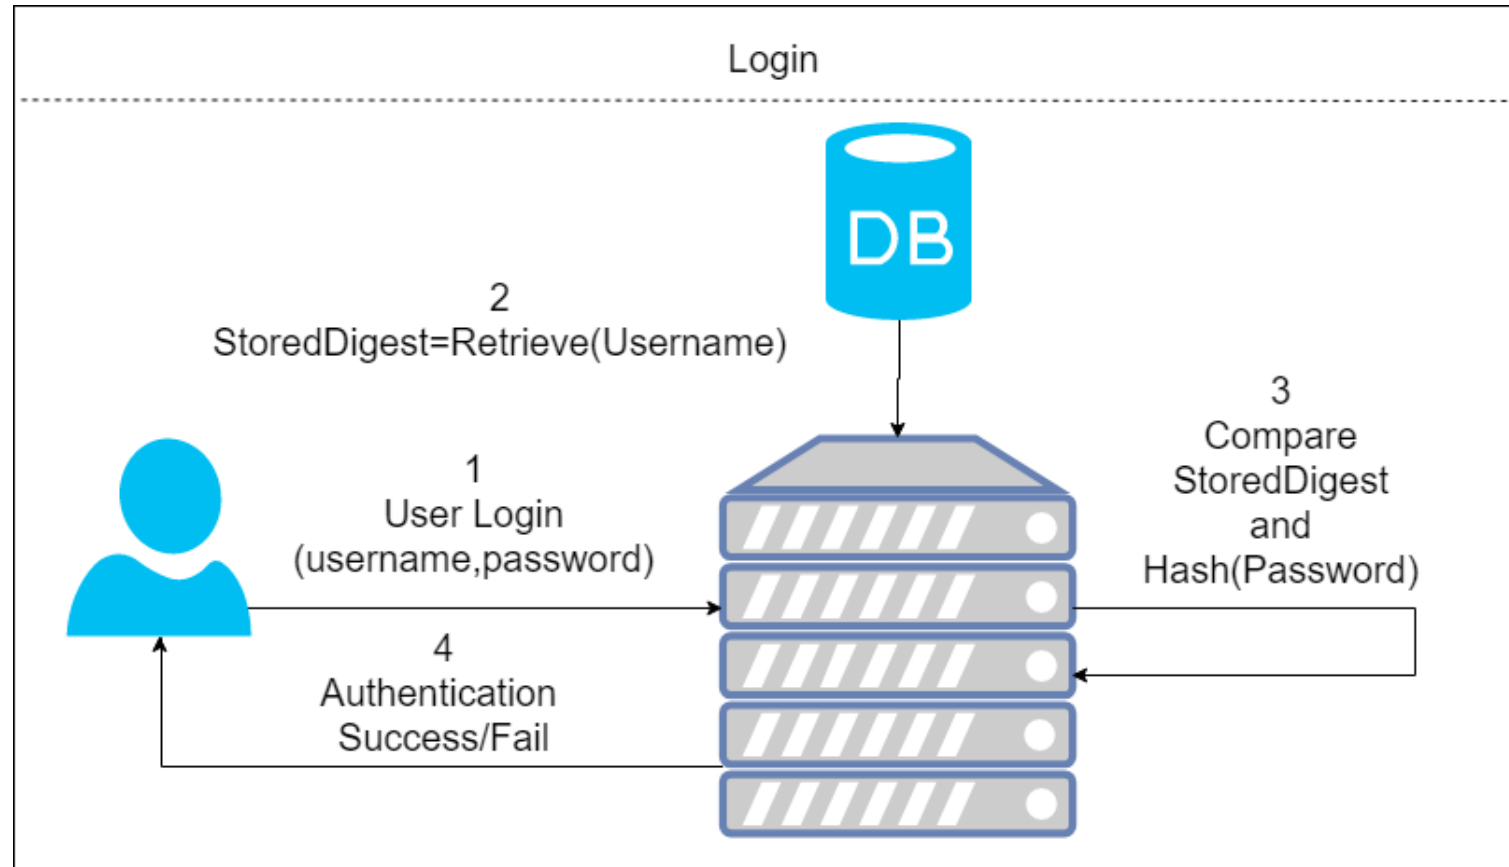 Login
DB
2
StoredDigest=Retrieve(Username)
3
Compare
StoredDigest
and
Hash(Password)
1
User Login
(username,password)
4
Authentication
Success/Fail